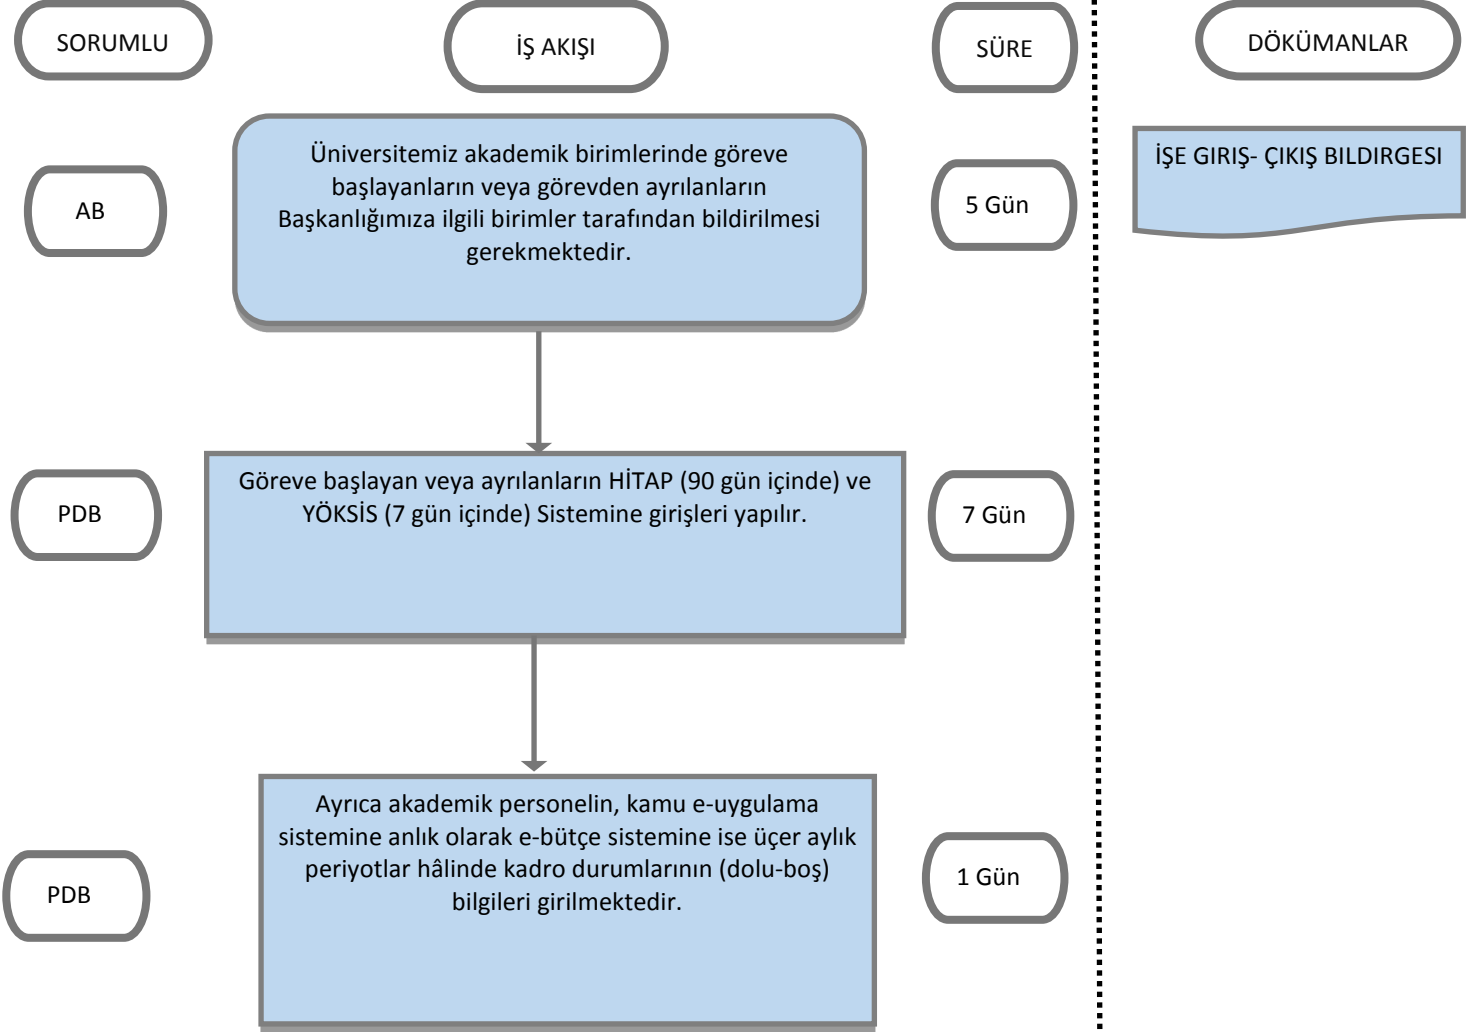 SORUMLU
İŞ AKIŞI
SÜRE
DÖKÜMANLAR
AB
Üniversitemiz akademik birimlerinde göreve
başlayanların veya görevden ayrılanların
Başkanlığımıza ilgili birimler tarafından bildirilmesi
gerekmektedir.
5 Gün
İŞE GIRIŞ- ÇIKIŞ BILDIRGESI
PDB
Göreve başlayan veya ayrılanların HİTAP (90 gün içinde) ve
YÖKSİS (7 gün içinde) Sistemine girişleri yapılır.
7 Gün
PDB
Ayrıca akademik personelin, kamu e-uygulama
sistemine anlık olarak e-bütçe sistemine ise üçer aylık
periyotlar hâlinde kadro durumlarının (dolu-boş)
bilgileri girilmektedir.
1 Gün